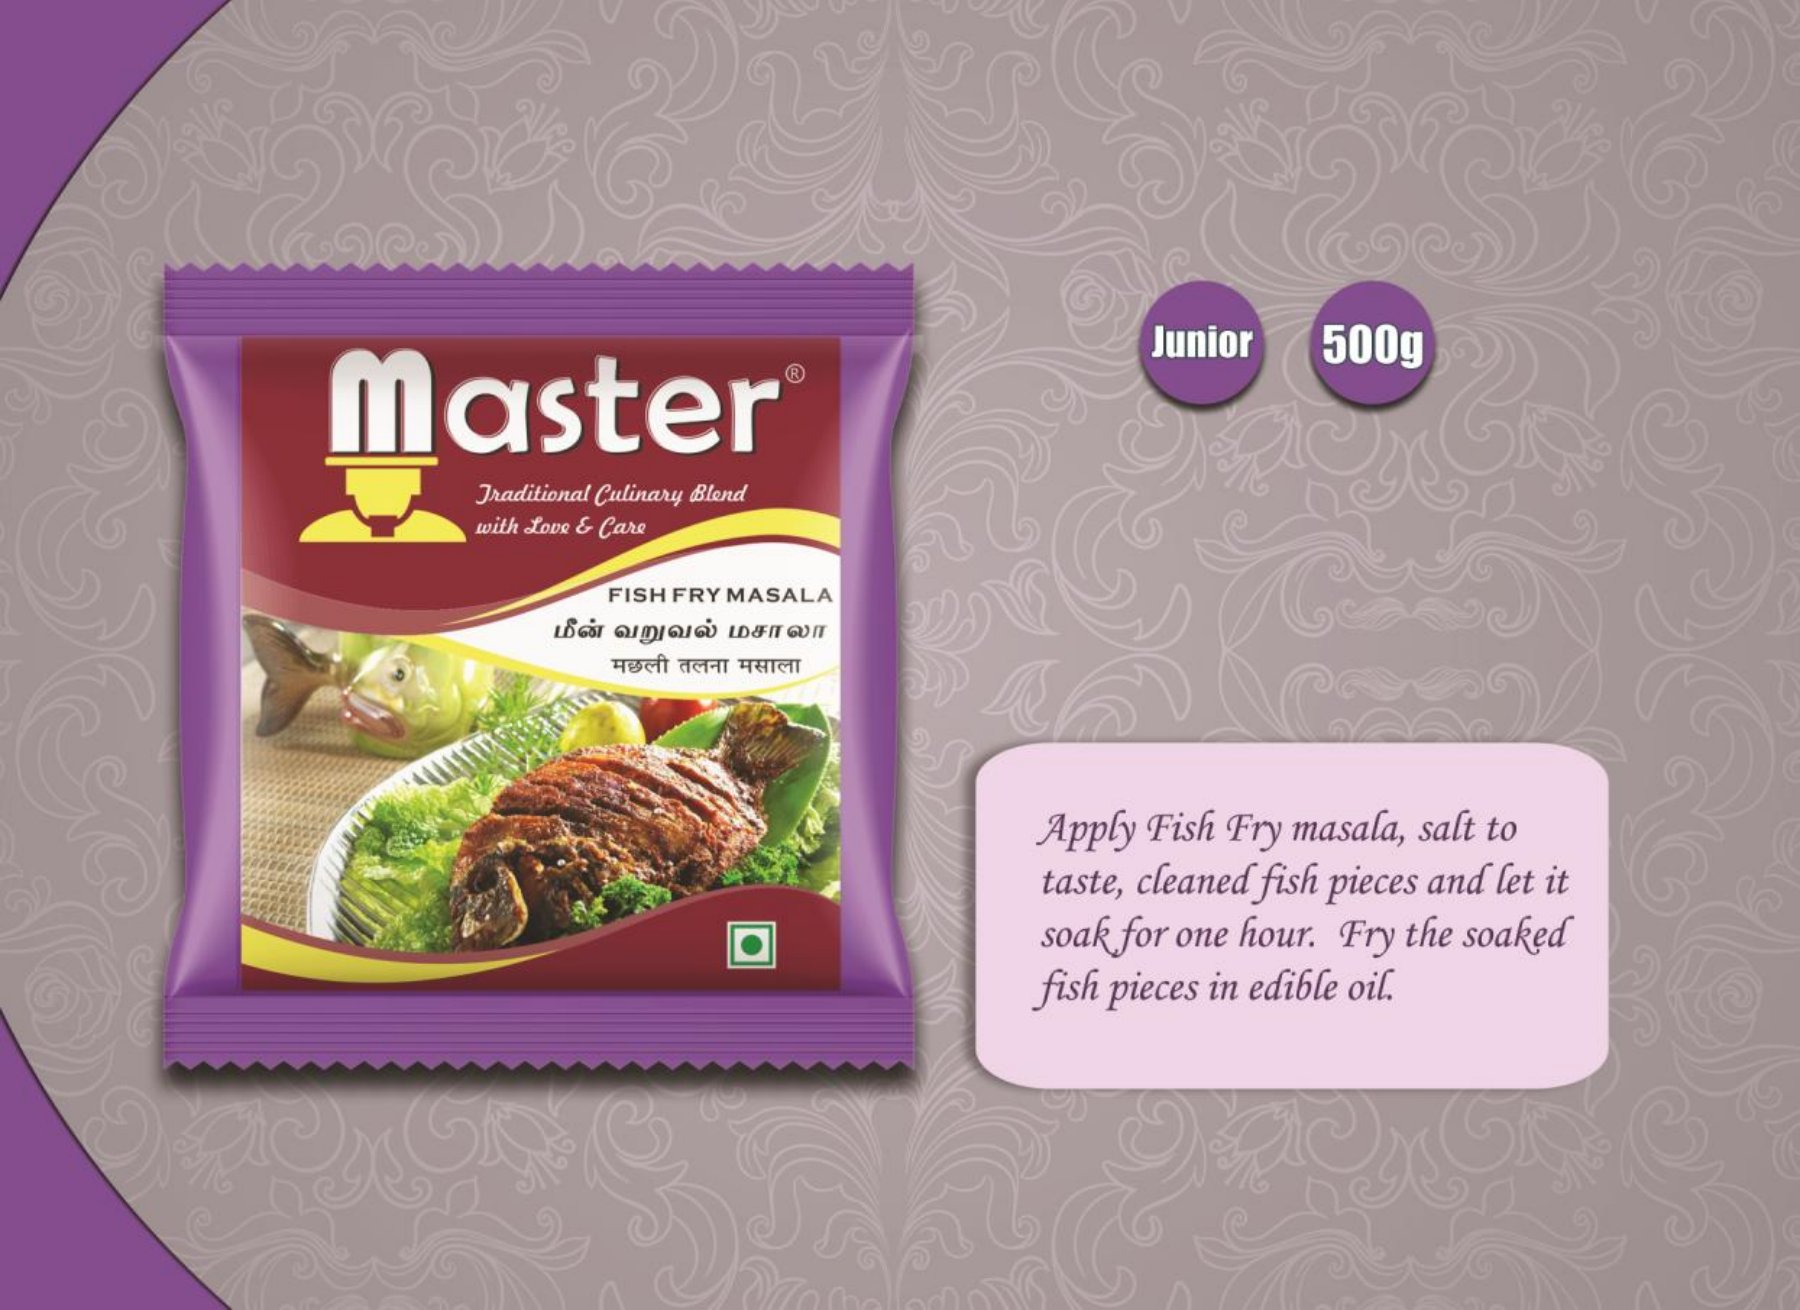 Master®
Traditional Culinary Blend
with Love & Care
FISH FRY MASALA
மீன் வறுவல் மசாலா
मछली तलना मसाला
Junior
500g
Apply Fish Fry masala, salt to
taste, cleaned fish pieces and let it
soak for one hour. Fry the soaked
fish pieces in edible oil.